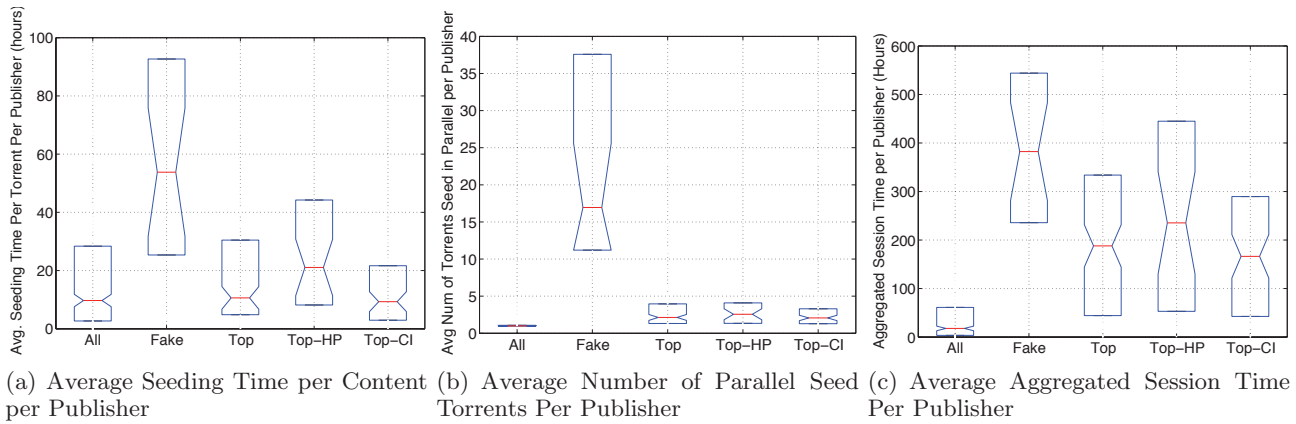 Avg. Seeding Time Per Torrent Per Publisher (hours)
100
80
60
40
20
0
All Fake Top Top-HP Top-CI
(a) Average Seeding Time per Content
per Publisher
Avg Num of Torrents Seed in Parallel per Publisher
40
35
30
25
20
15
10
5
0
All Fake Top Top-HP Top-CI
(b) Average Number of Parallel Seed
Torrents Per Publisher
Aggregated Session Time per Publisher (Hours)
600
500
400
300
200
100
0
All Fake Top Top-HP Top-CI
(c) Average Aggregated Session Time
Per Publisher